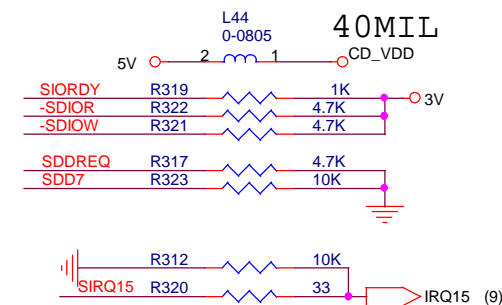 L44
0-0805
40MIL
5V 2 1 CD_VDD
SIORDY R319 1K 3V
-SDIOR R322 4.7K
-SDIOW R321 4.7K
SDDREQ R317 4.7K
SDD7 R323 10K
R312 10K
SIRQ15 R320 33 IRQ15 (9)